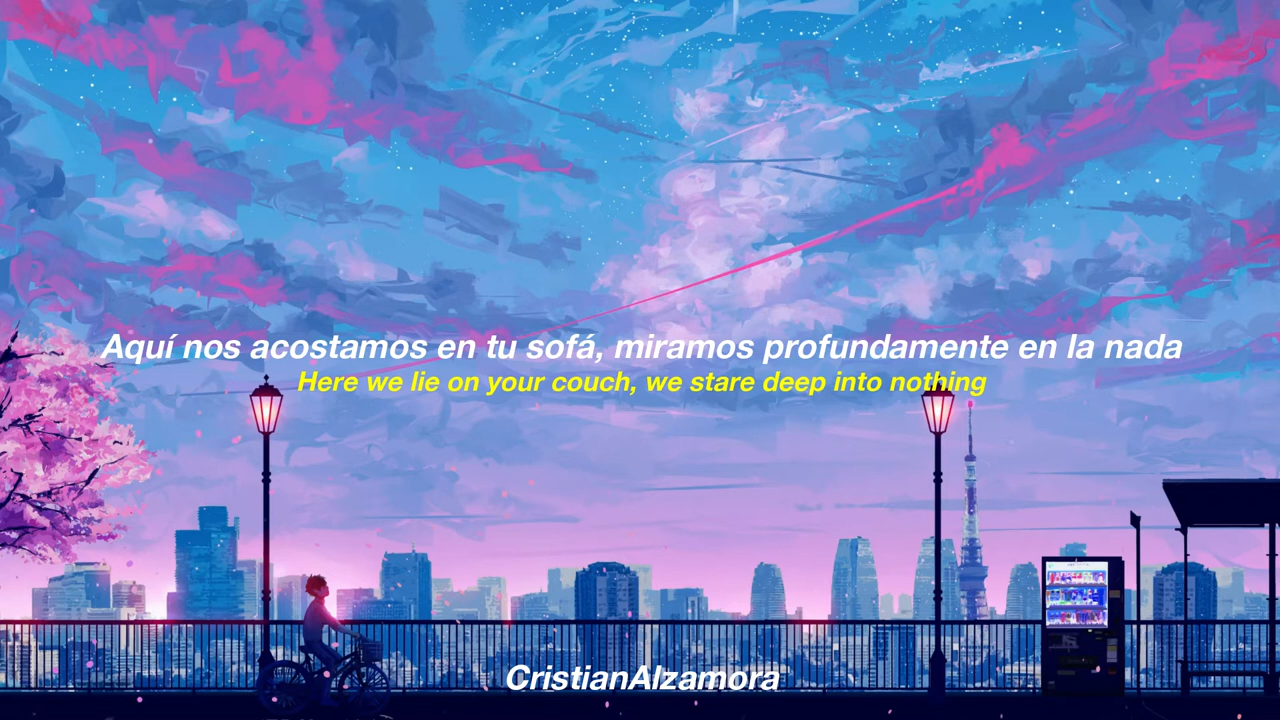 Aquí nos acostamos en tu sofá, miramos profundamente en la nada
Here we lie on your couch, we stare deep into nothing
CristianAlzamora